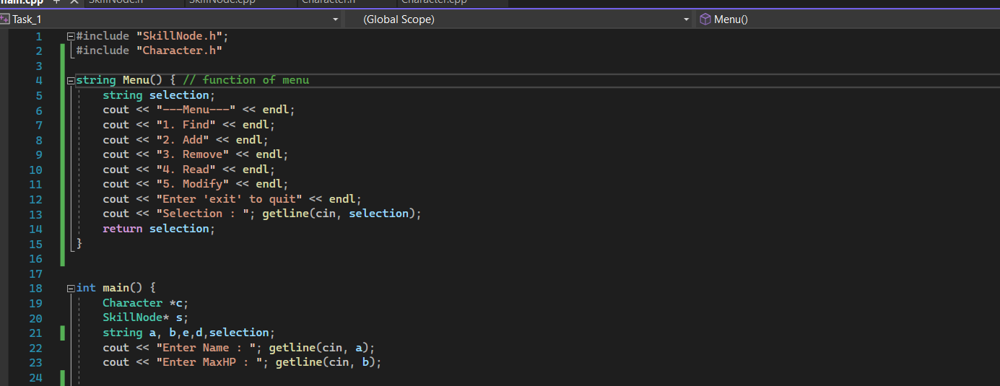 main.cpp SkillNode.h SkillNode.cpp Character.h Character.cpp
Task_1 (Global Scope) Menu()
1 #include "SkillNode.h";
2 #include "Character.h"
3
4 string Menu() { // function of menu
5 string selection;
6 cout << "---Menu---" << endl;
7 cout << "1. Find" << endl;
8 cout << "2. Add" << endl;
9 cout << "3. Remove" << endl;
10 cout << "4. Read" << endl;
11 cout << "5. Modify" << endl;
12 cout << "Enter 'exit' to quit" << endl;
13 cout << "Selection : "; getline(cin, selection);
14 return selection;
15 }
16
17
18 int main() {
19 Character *c;
20 SkillNode* s;
21 string a, b,e,d,selection;
22 cout << "Enter Name : "; getline(cin, a);
23 cout << "Enter MaxHP : "; getline(cin, b);
24